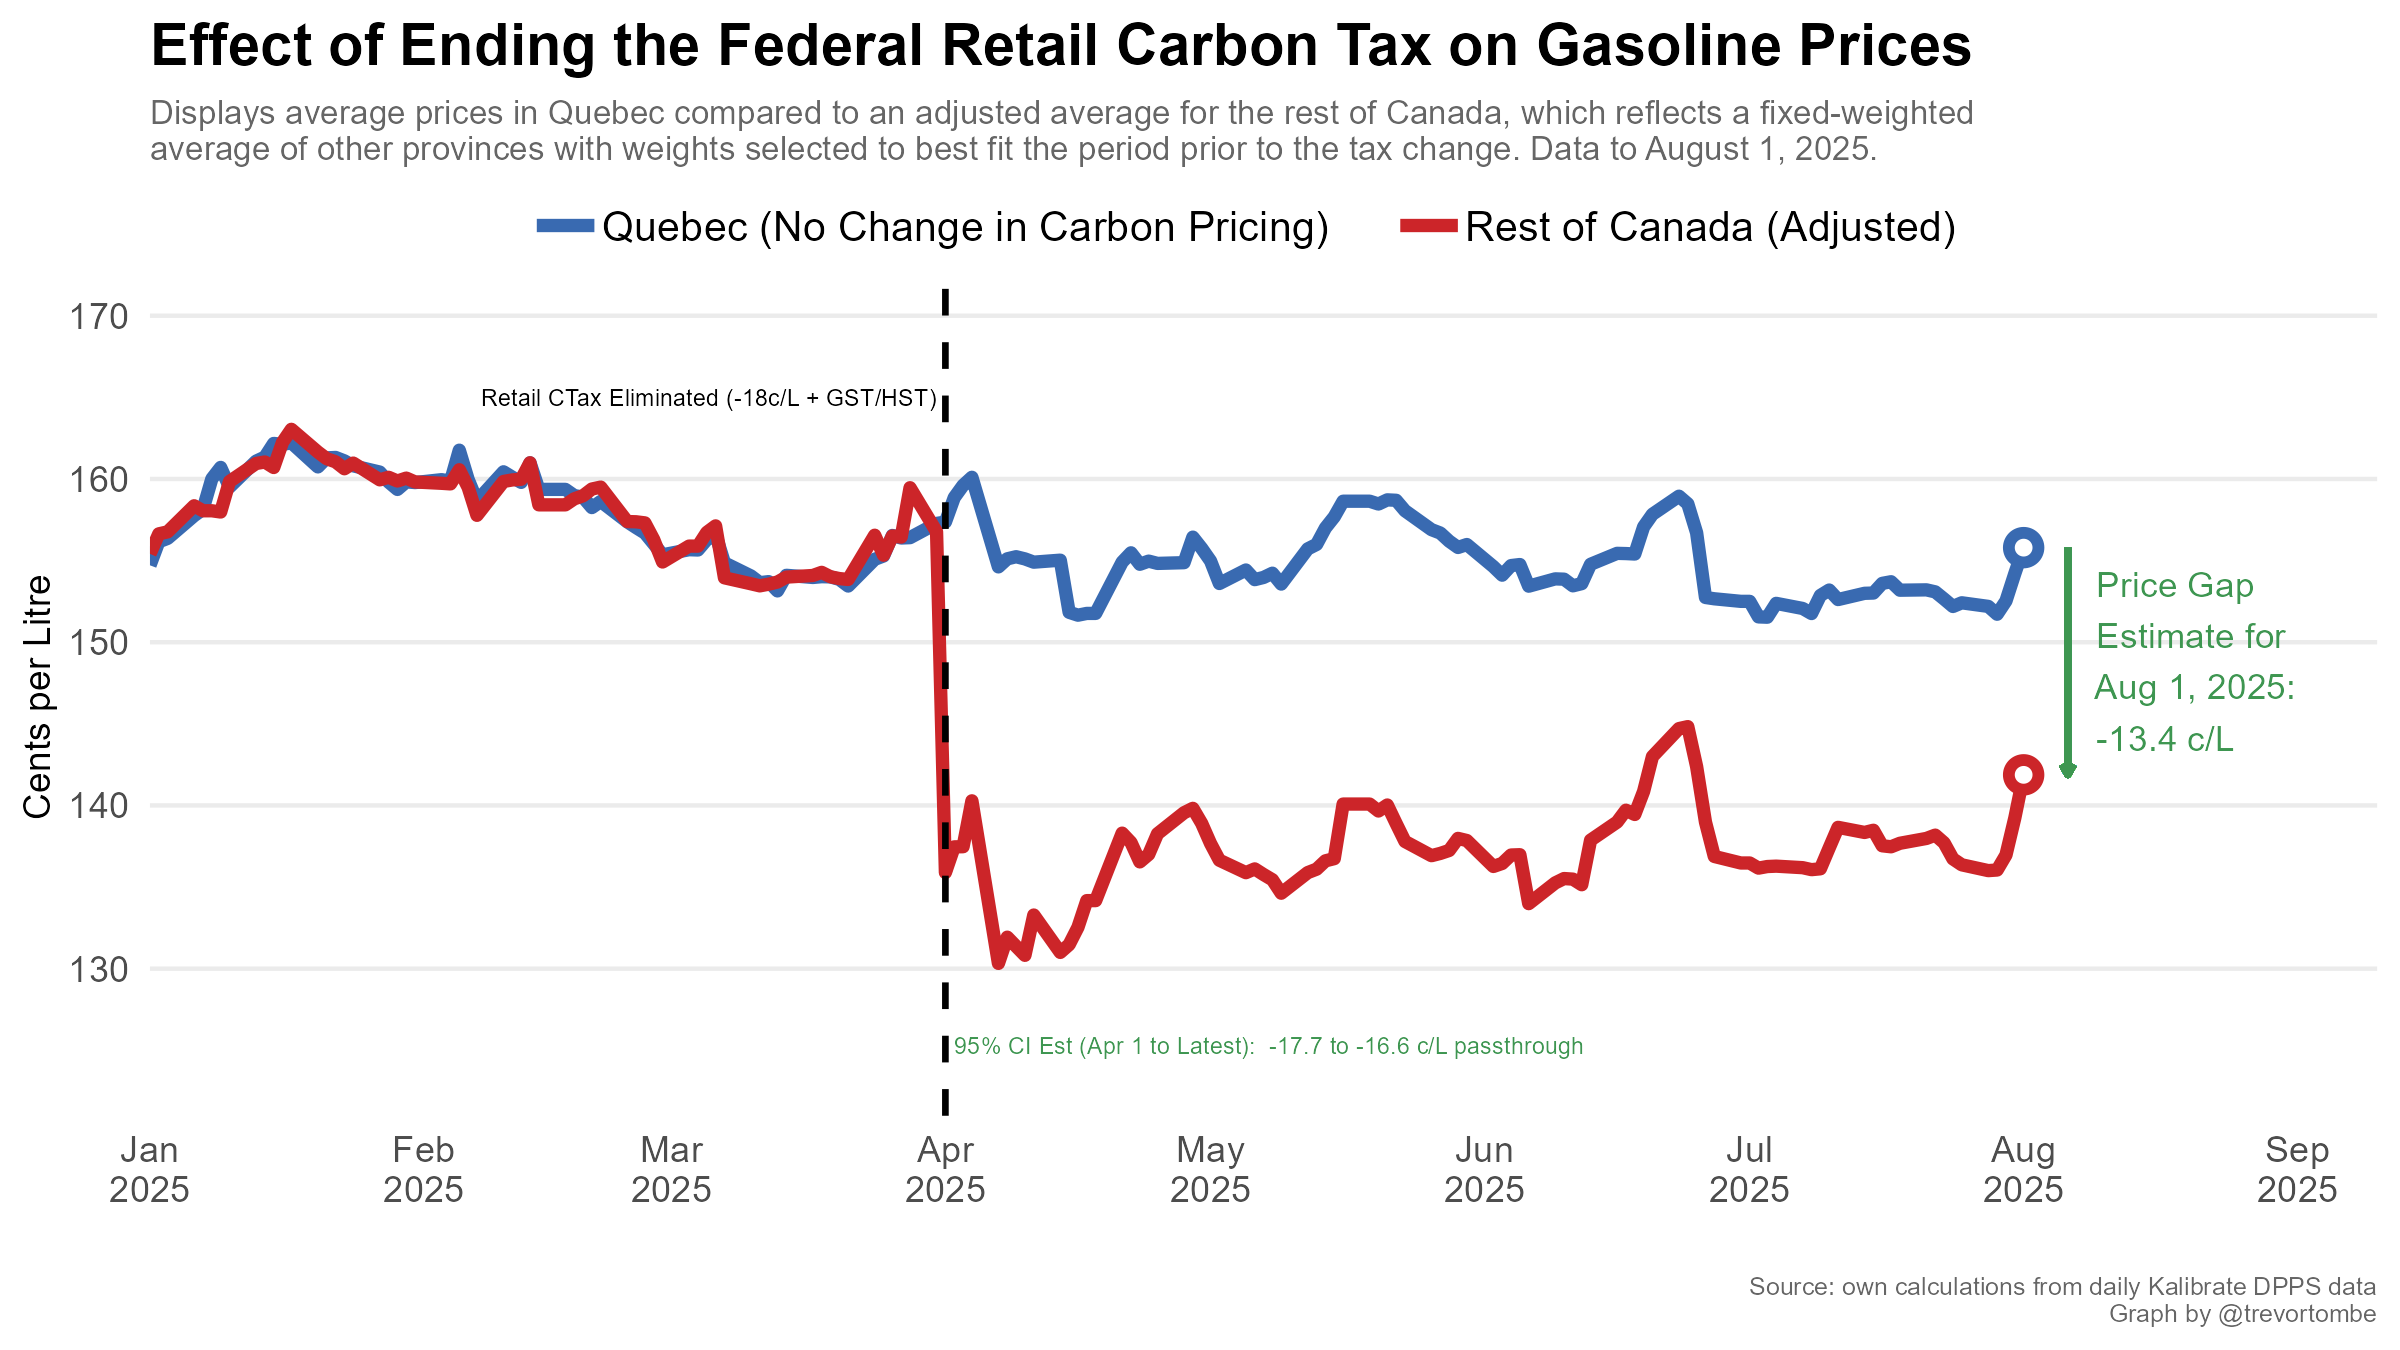 Effect of Ending the Federal Retail Carbon Tax on Gasoline Prices
Displays average prices in Quebec compared to an adjusted average for the rest of Canada, which reflects a fixed-weighted
average of other provinces with weights selected to best fit the period prior to the tax change. Data to August 1, 2025.
Quebec (No Change in Carbon Pricing)
Rest of Canada (Adjusted)
Cents per Litre
170
160
150
140
130
Retail CTax Eliminated (-18c/L + GST/HST)
Price Gap
Estimate for
Aug 1, 2025:
-13.4 c/L
95% CI Est (Apr 1 to Latest):  -17.7 to -16.6 c/L passthrough
Jan
2025
Feb
2025
Mar
2025
Apr
2025
May
2025
Jun
2025
Jul
2025
Aug
2025
Sep
2025
Source: own calculations from daily Kalibrate DPPS data
Graph by @trevortombe